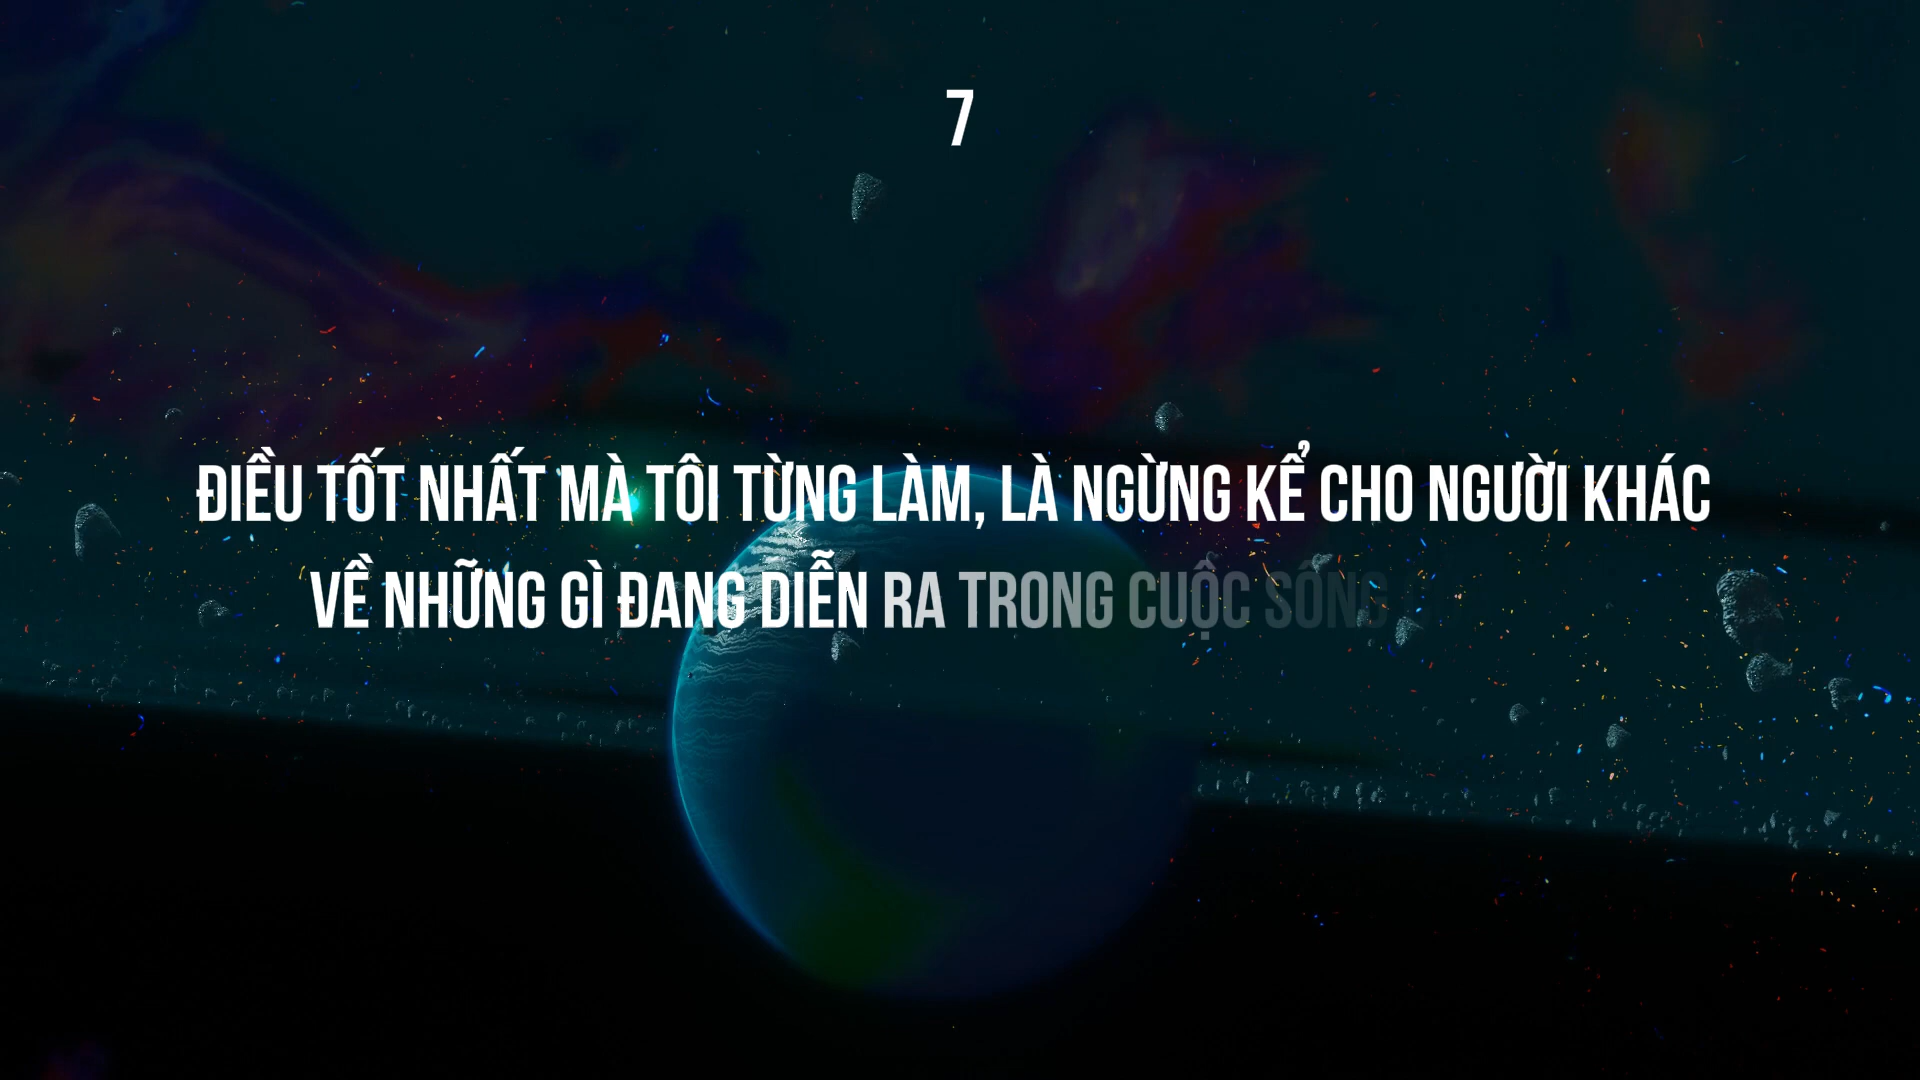 7
ĐIỀU TỐT NHẤT MÀ TÔI TỪNG LÀM, LÀ NGỪNG KỂ CHO NGƯỜI KHÁC
VỀ NHỮNG GÌ ĐANG DIỄN RA TRONG CUỘC SỐNG